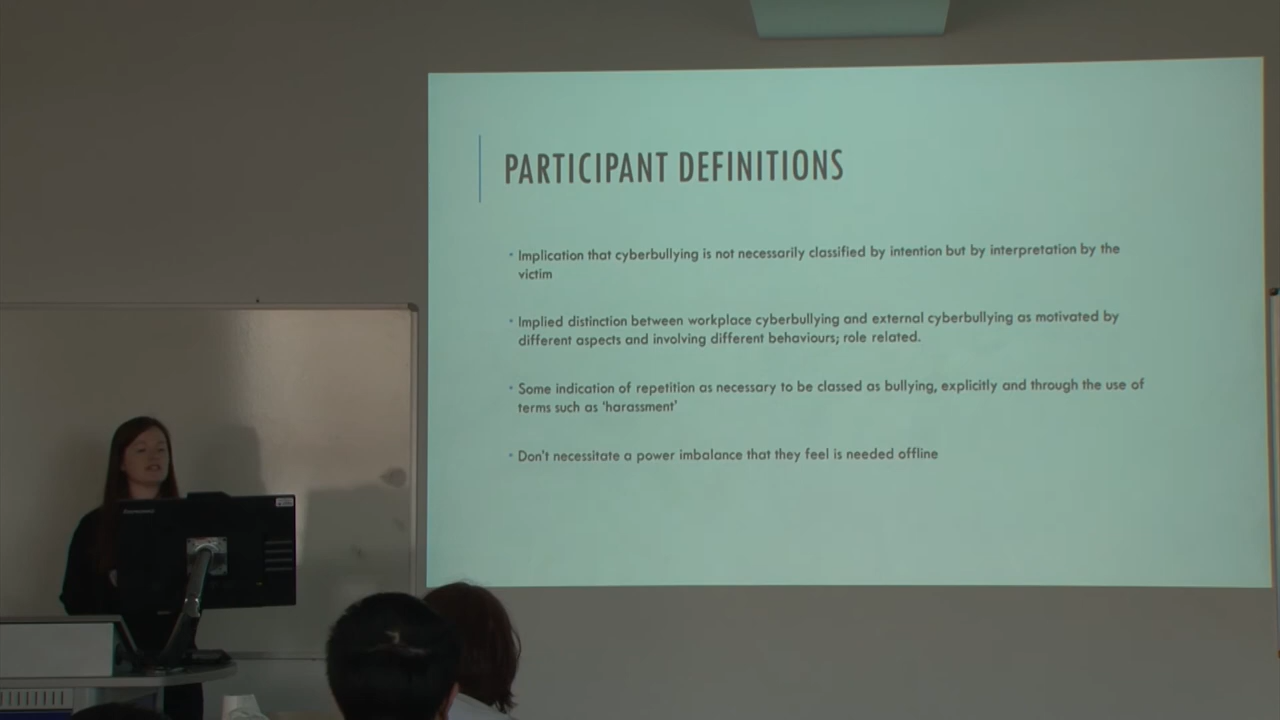 PARTICIPANT DEFINITIONS
• Implication that cyberbullying is not necessarily classified by intention but by interpretation by the
victim
• Implied distinction between workplace cyberbullying and external cyberbullying as motivated by
different aspects and involving different behaviours; role related.
• Some indication of repetition as necessary to be classed as bullying, explicitly and through the use of
terms such as 'harassment'
• Don't necessitate a power imbalance that they feel is needed offline